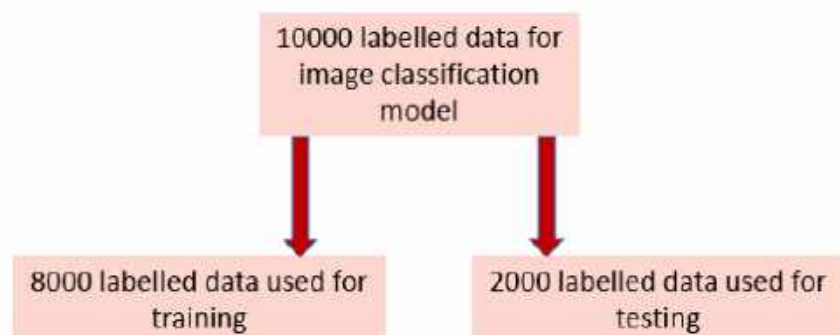 10000 labelled data for
image classification
model
8000 labelled data used for
training
2000 labelled data used for
testing